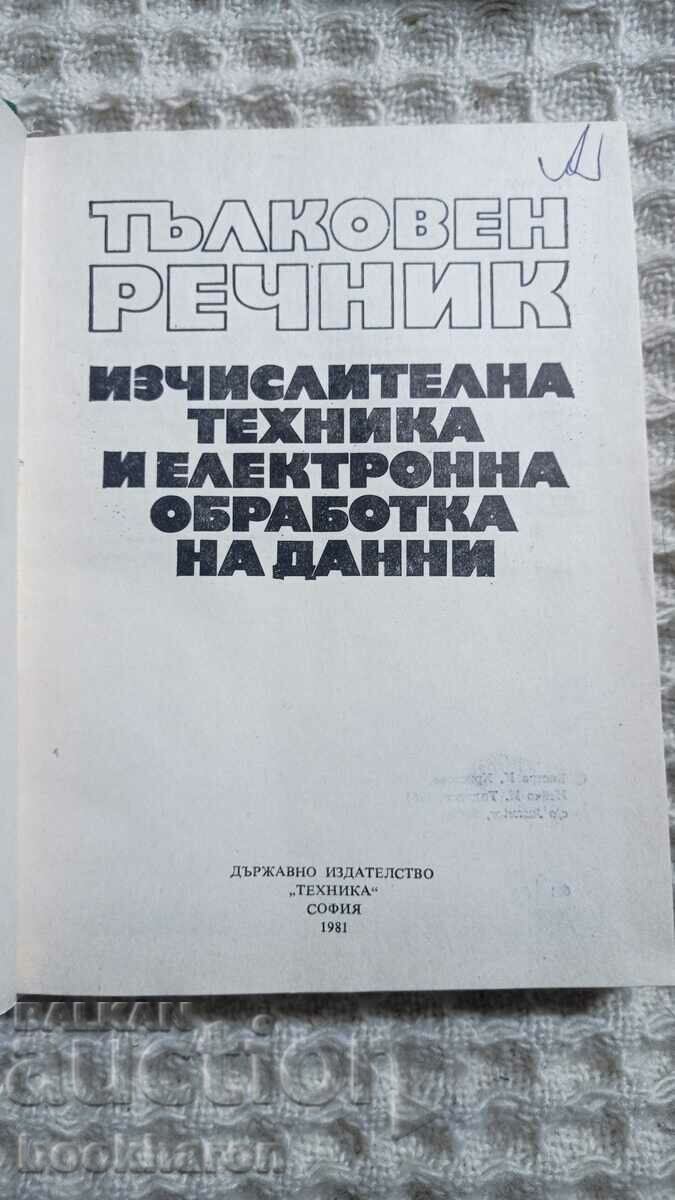 ТЪЛКОВЕН
РЕЧНИК
ИЗЧИСЛИТЕЛНА
ТЕХНИКА
И ЕЛЕКТРОННА
ОБРАБОТКА
НА ДАННИ
ДЪРЖАВНО ИЗДАТЕЛСТВО
„ТЕХНИКА“
СОФИЯ
1981
BALKAN
auction
bookharon